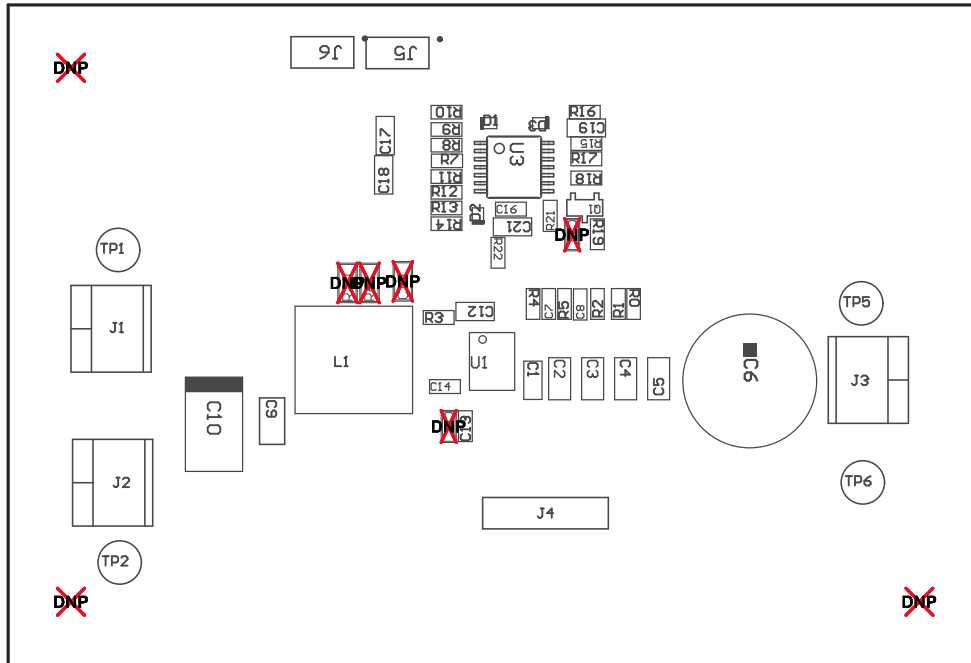 J6
J5
DNP
R10
D1
D3
R16
C17
R9
C19
R8
U3
R15
R7
R17
C18
R11
R18
R12
R13
D2
C16
R21
Q1
R14
C21
DNP
R19
TP1
R22
DNP
DNP
DNP
R4
C7
R5
C8
R2
R1
R0
TP5
J1
R3
C12
L1
U1
C1
C2
C3
C4
C5
C6
J3
C10
C9
C14
DNP
C13
J2
J4
TP6
TP2
DNP
DNP